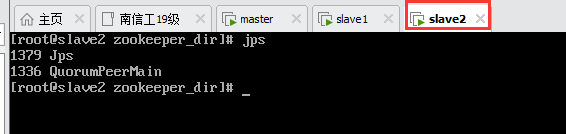 主页 南信工19级 master slave1 slave2
[root@slave2 zookeeper_dir]# jps
1379 Jps
1336 QuorumPeerMain
[root@slave2 zookeeper_dir]# _